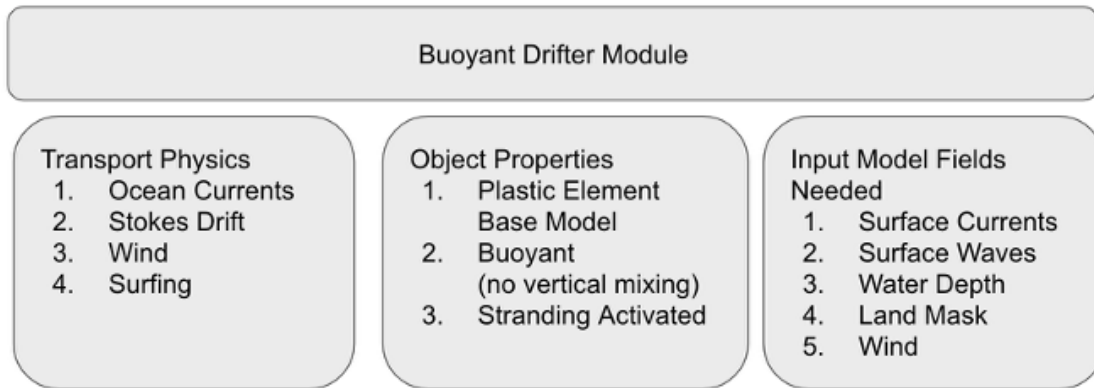 Buoyant Drifter Module
Transport Physics
1. Ocean Currents
2. Stokes Drift
3. Wind
4. Surfing
Object Properties
1. Plastic Element
Base Model
2. Buoyant
(no vertical mixing)
3. Stranding Activated
Input Model Fields
Needed
1. Surface Currents
2. Surface Waves
3. Water Depth
4. Land Mask
5. Wind